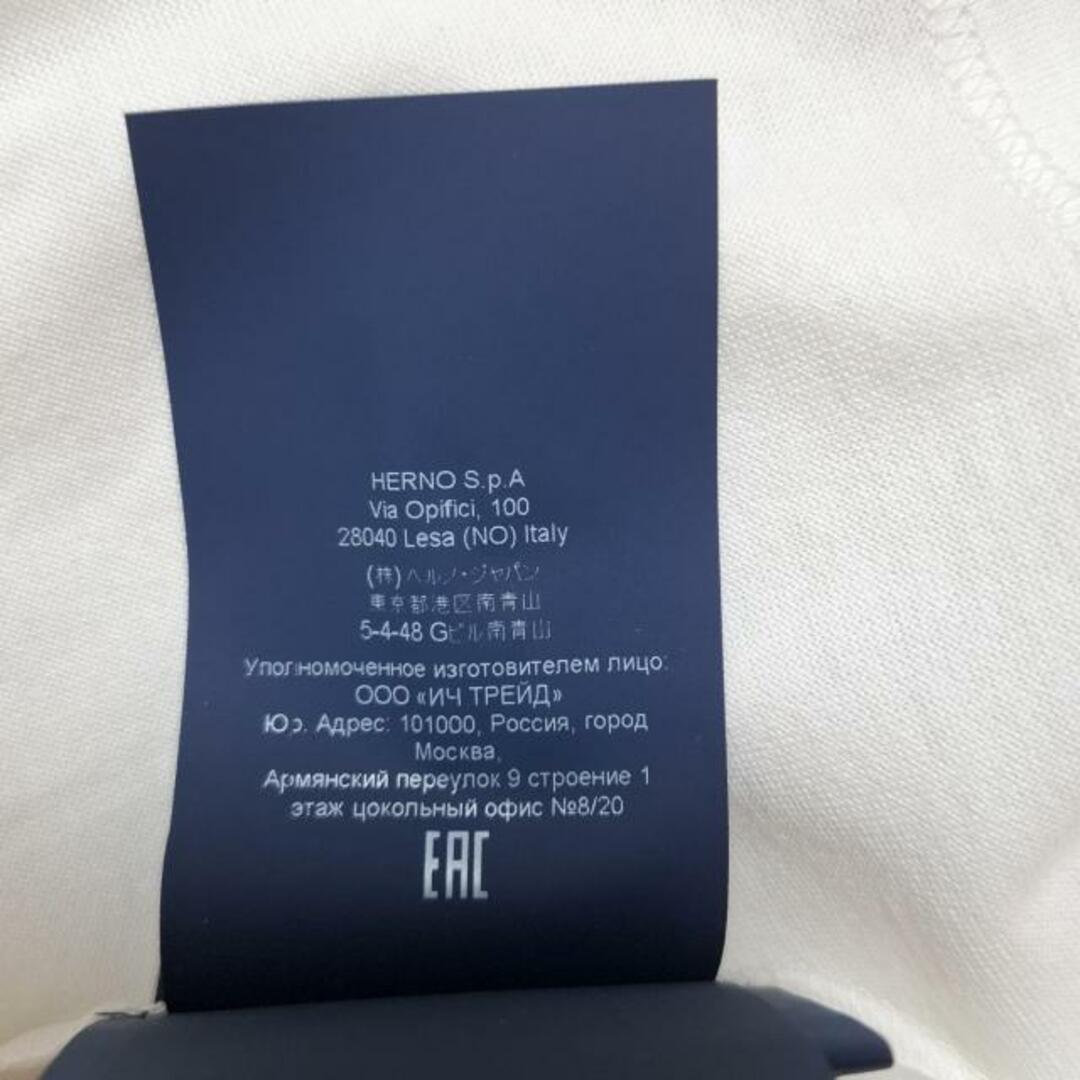 HERNO S.p.A
Via Opifici, 100
28040 Lesa (NO) Italy
(株)ヘルノ・ジャパン
東京都港区南青山
5-4-48 Gビル南青山
Уполномоченное изготовителем лицо:
ООО «ИЧ ТРЕЙД»
Юр. Адрес: 101000, Россия, город
Москва,
Армянский переулок 9 строение 1
этаж цокольный офис №8/20
EAC